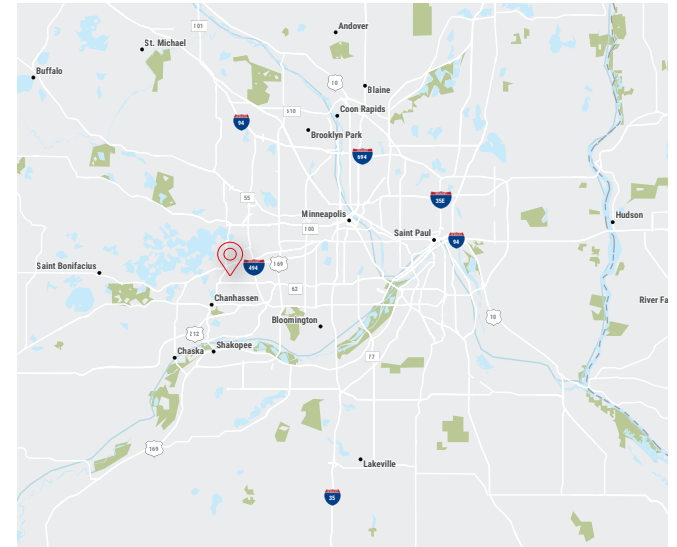 Andover
101
St. Michael
Buffalo
10
Blaine
610
Coon Rapids
94
Brooklyn Park
694
55
35E
Hudson
Minneapolis
100
Saint Paul
94
Saint Bonifacius
494
169
62
River Fa
Chanhassen
10
Bloomington
212
Shakopee
Chaska
77
169
Lakeville
35